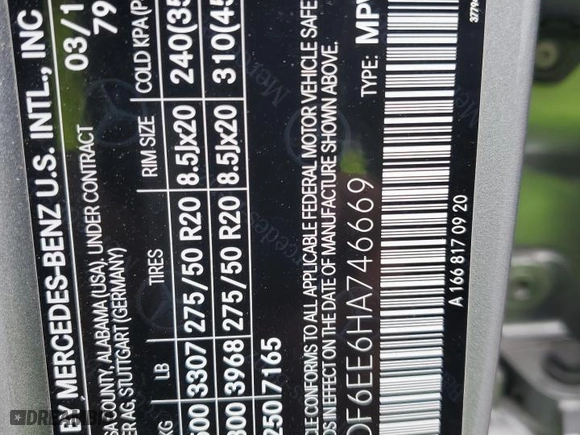 MERCEDES-BENZ U.S. INTL., INC
COUNTY, ALABAMA (USA), UNDER CONTRACT
ER AG, STUTTGART (GERMANY)
03/1
79
LB TIRES RIM SIZE COLD KPA
3307 275/50 R20 8.5Jx20 240(35
3968 275/50 R20 8.5Jx20 310(45
7165
ALL APPLICABLE FEDERAL MOTOR VEHICLE SAFE
IN EFFECT ON THE DATE OF MANUFACTURE SHOWN ABOVE.
DF6EE6HA746669 TYPE: MPV
A 166 817 09 20